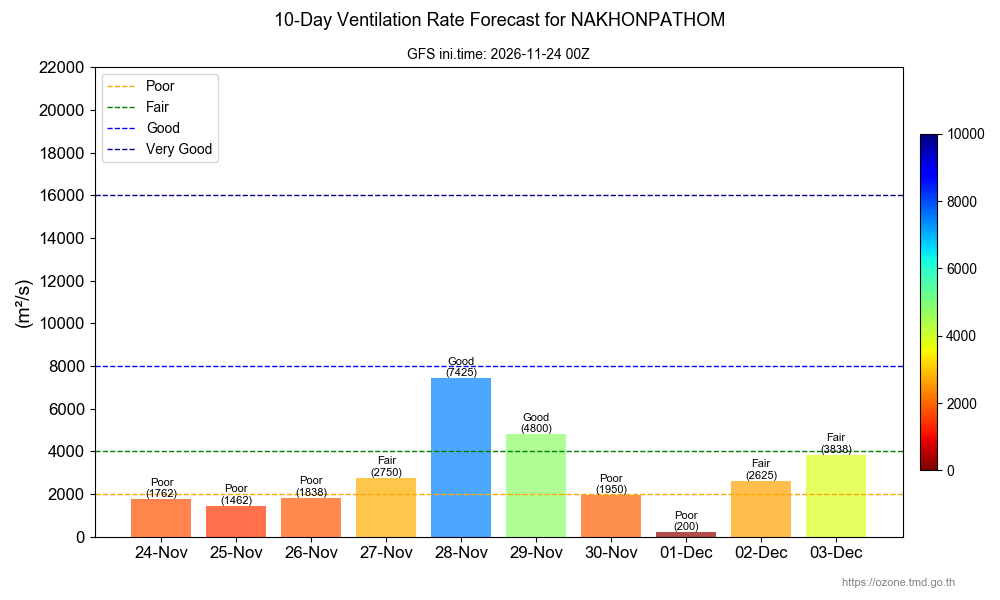 10-Day Ventilation Rate Forecast for NAKHONPATHOM
GFS ini.time: 2026-11-24 00Z
(m²/s)
22000
20000
18000
16000
14000
12000
10000
8000
6000
4000
2000
0
Poor
Fair
Good
Very Good
Poor
(1762)
Poor
(1462)
Poor
(1838)
Fair
(2750)
Good
(7425)
Good
(4800)
Poor
(1950)
Poor
(200)
Fair
(2625)
Fair
(3838)
24-Nov
25-Nov
26-Nov
27-Nov
28-Nov
29-Nov
30-Nov
01-Dec
02-Dec
03-Dec
10000
8000
6000
4000
2000
0
https://ozone.tmd.go.th